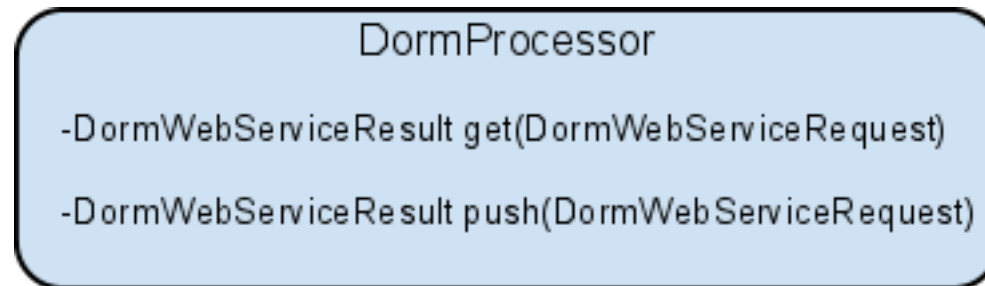 DormProcessor
-DormWebServiceResult get(DormWebServiceRequest)
-DormWebServiceResult push(DormWebServiceRequest)